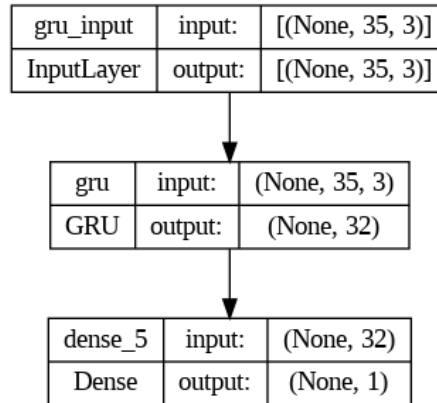 gru_input input: [(None, 35, 3)]
InputLayer output: [(None, 35, 3)]
gru input: (None, 35, 3)
GRU output: (None, 32)
dense_5 input: (None, 32)
Dense output: (None, 1)